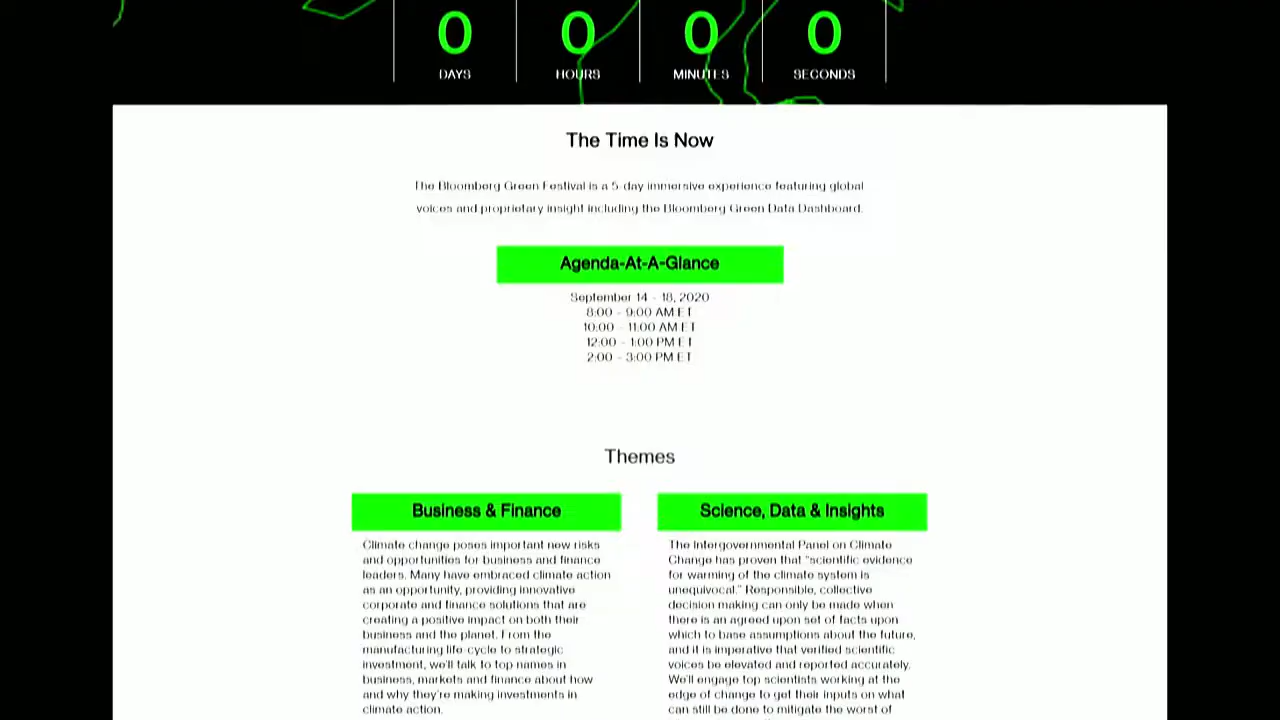 0 0 0 0
DAYS HOURS MINUTES SECONDS
The Time Is Now
The Bloomberg Green Festival is a 5-day immersive experience featuring global
voices and proprietary insight including the Bloomberg Green Data Dashboard.
Agenda-At-A-Glance
September 14 - 18, 2020
8:00 - 9:00 AM ET
10:00 - 11:00 AM ET
12:00 - 1:00 PM ET
2:00 - 3:00 PM ET
Themes
Business & Finance
Climate change poses important new risks
and opportunities for business and finance
leaders. Many have embraced climate action
as an opportunity, providing innovative
corporate and finance solutions that are
creating a positive impact on both their
business and the planet. From the
manufacturing life-cycle to strategic
investment, we'll talk to top names in
business, markets and finance about how
and why they're making investments in
climate action.
Science, Data & Insights
The Intergovernmental Panel on Climate
Change has proven that "scientific evidence
for warming of the climate system is
unequivocal." Responsible, collective
decision making can only be made when
there is an agreed upon set of facts upon
which to base assumptions about the future,
and it is imperative that verified scientific
voices be elevated and reported accurately.
We'll engage top scientists working at the
edge of change to get their inputs on what
can still be done to mitigate the worst of